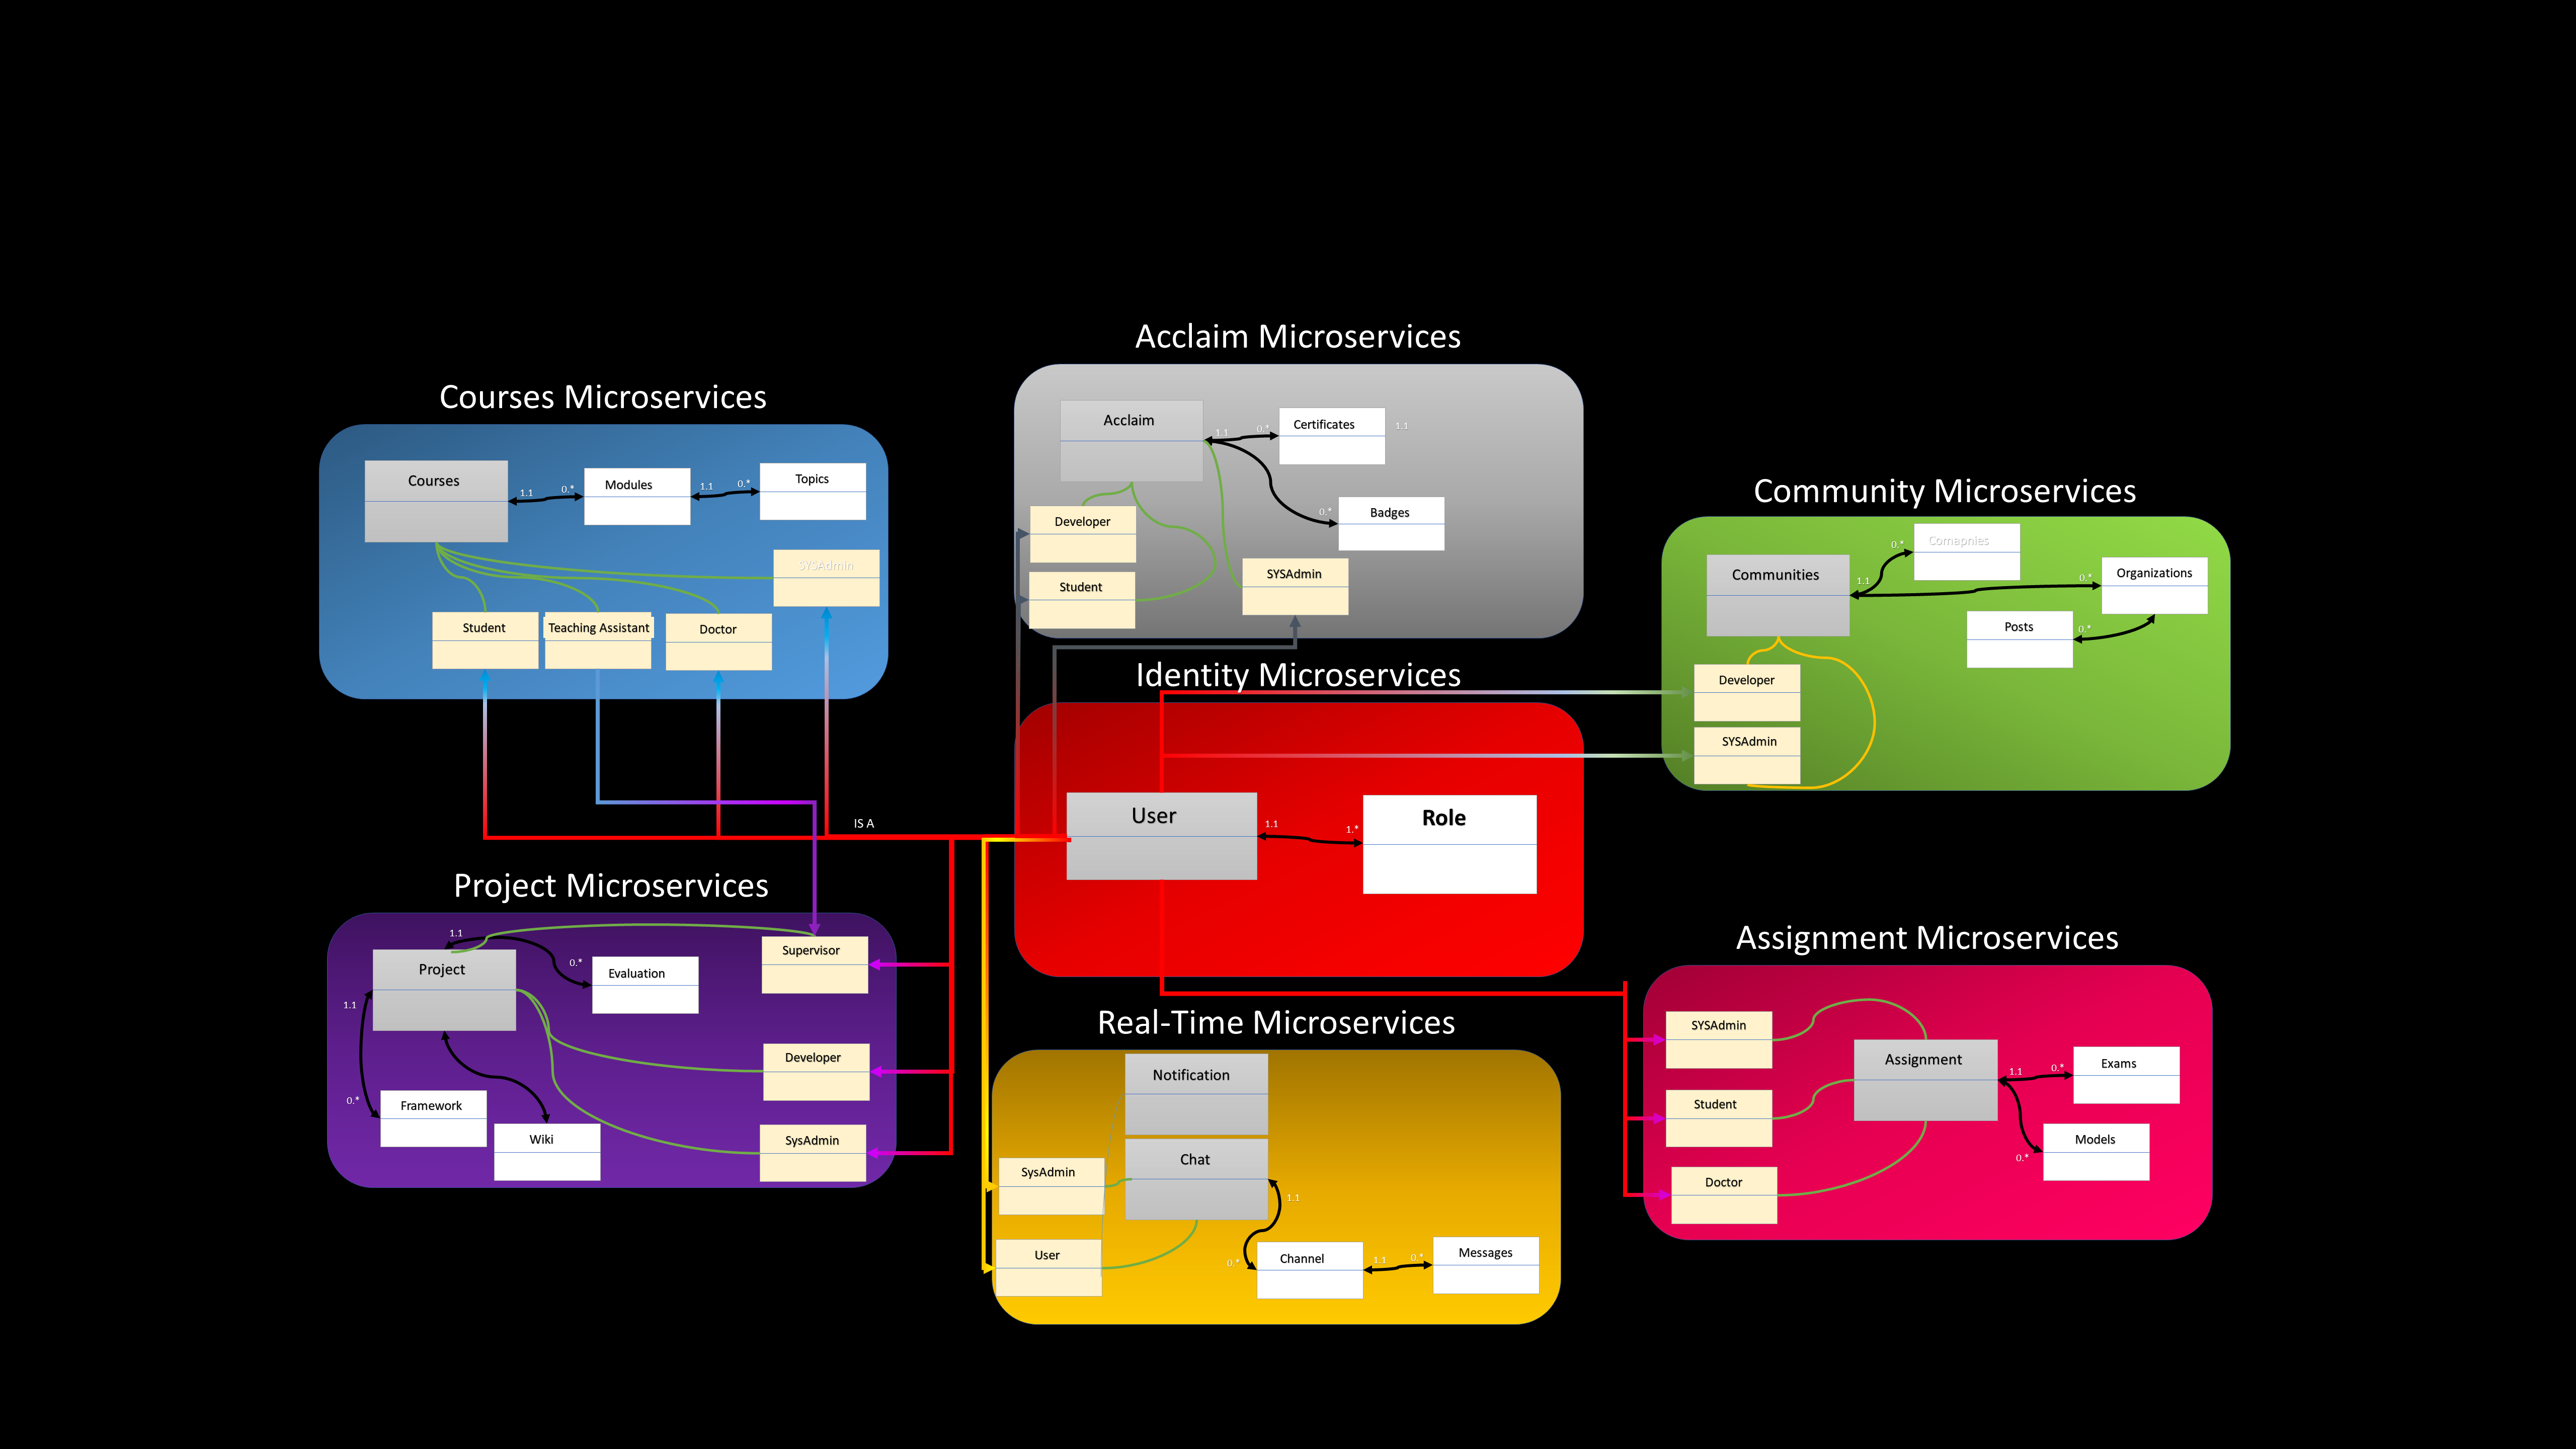 Acclaim Microservices
Acclaim
1.1
0.*
Certificates
1.1
0.*
Badges
Developer
Student
SYSAdmin
Courses Microservices
Courses
1.1
0.*
Modules
1.1
0.*
Topics
SYSAdmin
Student
Teaching Assistant
Doctor
Community Microservices
Communities
1.1
0.*
Comapnies
0.*
Organizations
Posts
0.*
Developer
SYSAdmin
Identity Microservices
IS A
User
1.1
1.*
Role
Project Microservices
1.1
Project
0.*
Evaluation
Supervisor
1.1
0.*
Framework
Wiki
Developer
SysAdmin
Real-Time Microservices
Notification
Chat
SysAdmin
User
1.1
0.*
Channel
1.1
0.*
Messages
Assignment Microservices
SYSAdmin
Student
Doctor
Assignment
1.1
0.*
Exams
0.*
Models